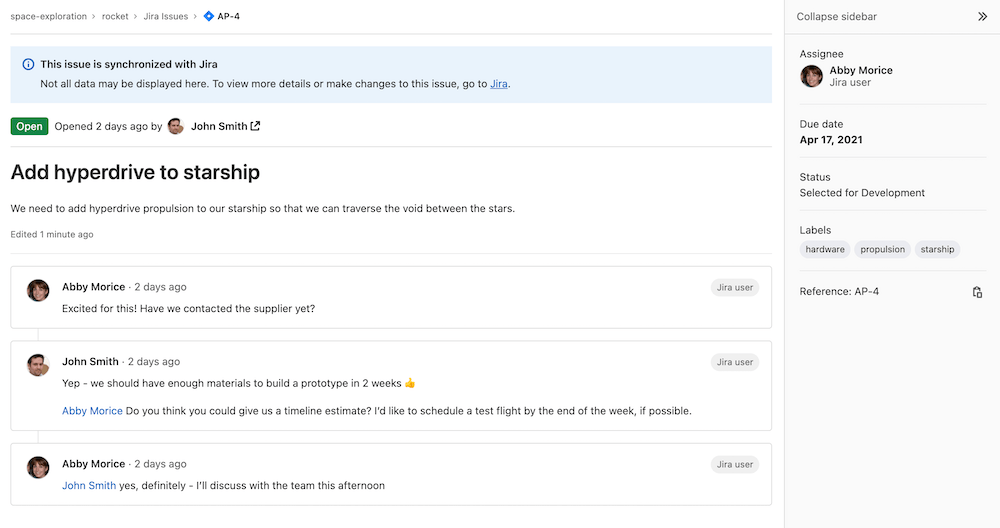 space-exploration › rocket › Jira Issues › AP-4
This issue is synchronized with Jira
Not all data may be displayed here. To view more details or make changes to this issue, go to Jira.
Open Opened 2 days ago by John Smith
Add hyperdrive to starship
We need to add hyperdrive propulsion to our starship so that we can traverse the void between the stars.
Edited 1 minute ago
Abby Morice · 2 days ago Jira user
Excited for this! Have we contacted the supplier yet?
John Smith · 2 days ago Jira user
Yep - we should have enough materials to build a prototype in 2 weeks 👍
Abby Morice Do you think you could give us a timeline estimate? I'd like to schedule a test flight by the end of the week, if possible.
Abby Morice · 2 days ago Jira user
John Smith yes, definitely - I'll discuss with the team this afternoon
Collapse sidebar
Assignee
Abby Morice
Jira user
Due date
Apr 17, 2021
Status
Selected for Development
Labels
hardware propulsion starship
Reference: AP-4